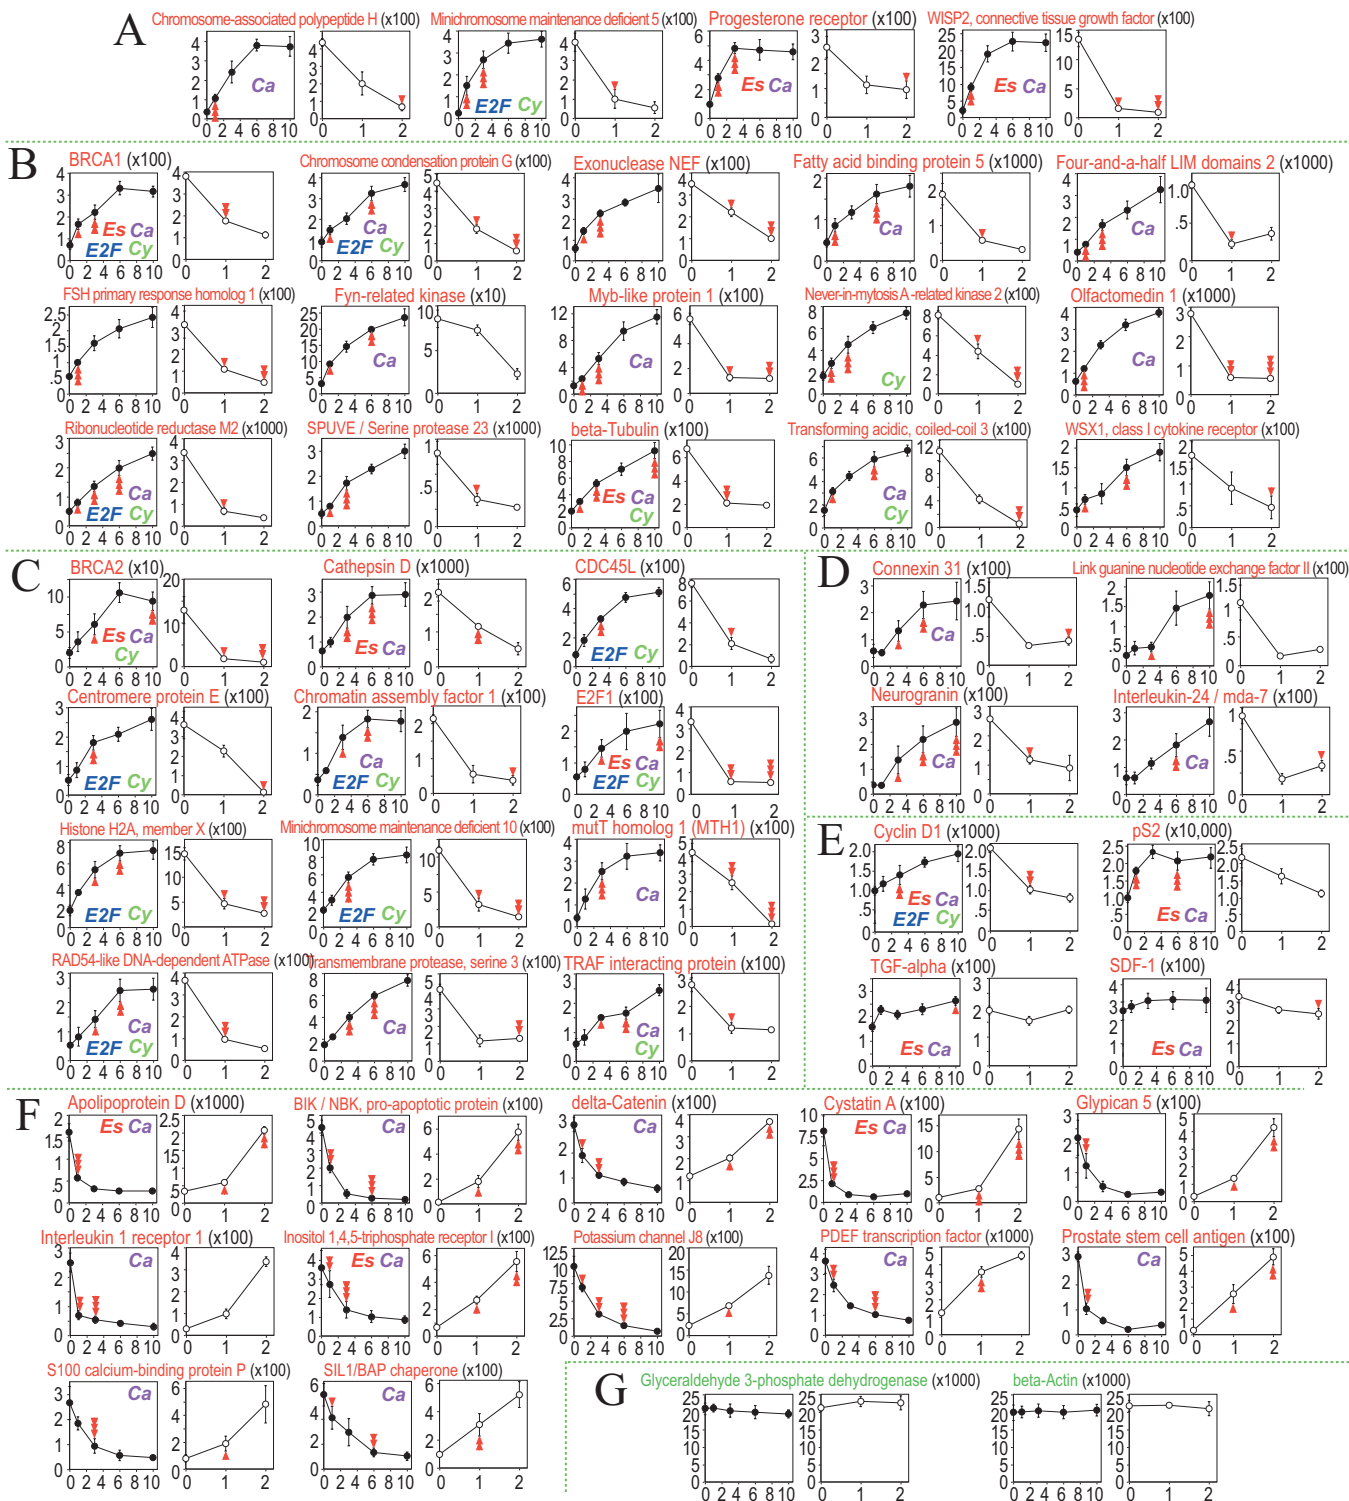 A
Chromosome-associated polypeptide H (x100)
Ca
Minichromosome maintenance deficient 5 (x100)
E2F Cy
Progesterone receptor (x100)
Es Ca
WISP2, connective tissue growth factor (x100)
Es Ca
B
BRCA1 (x100)
Es Ca
E2F Cy
Chromosome condensation protein G (x100)
Ca
E2F Cy
Exonuclease NEF (x100)
Fatty acid binding protein 5 (x1000)
Ca
Four-and-a-half LIM domains 2 (x1000)
Ca
FSH primary response homolog 1 (x100)
Fyn-related kinase (x10)
Ca
Myb-like protein 1 (x100)
Ca
Never-in-mytosis A-related kinase 2 (x100)
Cy
Olfactomedin 1 (x1000)
Ca
Ribonucleotide reductase M2 (x1000)
Ca
E2F Cy
SPUVE / Serine protease 23 (x1000)
beta-Tubulin (x100)
Es Ca
Cy
Transforming acidic, coiled-coil 3 (x100)
Ca
Cy
WSX1, class I cytokine receptor (x100)
C
BRCA2 (x10)
Es Ca
Cy
Cathepsin D (x1000)
Es Ca
CDC45L (x100)
E2F Cy
Centromere protein E (x100)
E2F Cy
Chromatin assembly factor 1 (x100)
Ca
E2F Cy
E2F1 (x100)
Es Ca
E2F Cy
Histone H2A, member X (x100)
E2F Cy
Minichromosome maintenance deficient 10 (x100)
E2F Cy
mutT homolog 1 (MTH1) (x100)
Ca
RAD54-like DNA-dependent ATPase (x100)
Ca
E2F Cy
Transmembrane protease, serine 3 (x100)
TRAF interacting protein (x100)
Ca
Cy
D
Connexin 31 (x100)
Ca
Link guanine nucleotide exchange factor II (x100)
Neurogranin (x100)
Ca
Interleukin-24 / mda-7 (x100)
Ca
E
Cyclin D1 (x1000)
Es Ca
E2F Cy
pS2 (x10,000)
Es Ca
TGF-alpha (x100)
Es Ca
SDF-1 (x100)
Es Ca
F
Apolipoprotein D (x1000)
Es Ca
BIK / NBK, pro-apoptotic protein (x100)
Ca
delta-Catenin (x100)
Ca
Cystatin A (x100)
Es Ca
Glypican 5 (x100)
Ca
Interleukin 1 receptor 1 (x100)
Ca
Inositol 1,4,5-triphosphate receptor I (x100)
Es Ca
Potassium channel J8 (x100)
PDEF transcription factor (x1000)
Ca
Prostate stem cell antigen (x100)
Ca
S100 calcium-binding protein P (x100)
Ca
SIL1/BAP chaperone (x100)
Ca
G
Glyceraldehyde 3-phosphate dehydrogenase (x1000)
beta-Actin (x1000)